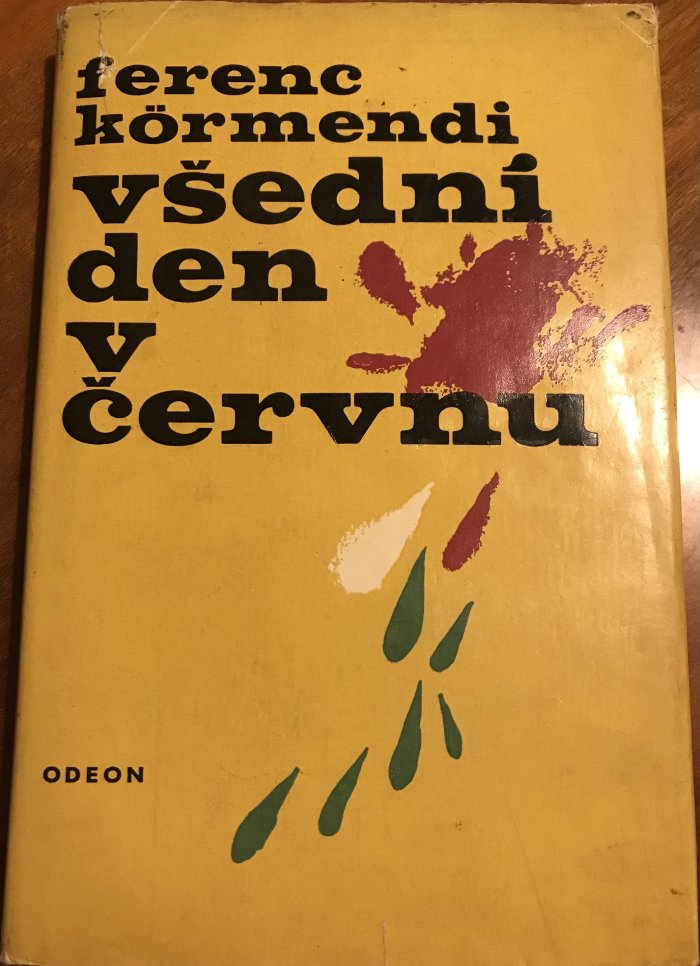 ferenc
körmendi
všední
den
v
červnu
ODEON